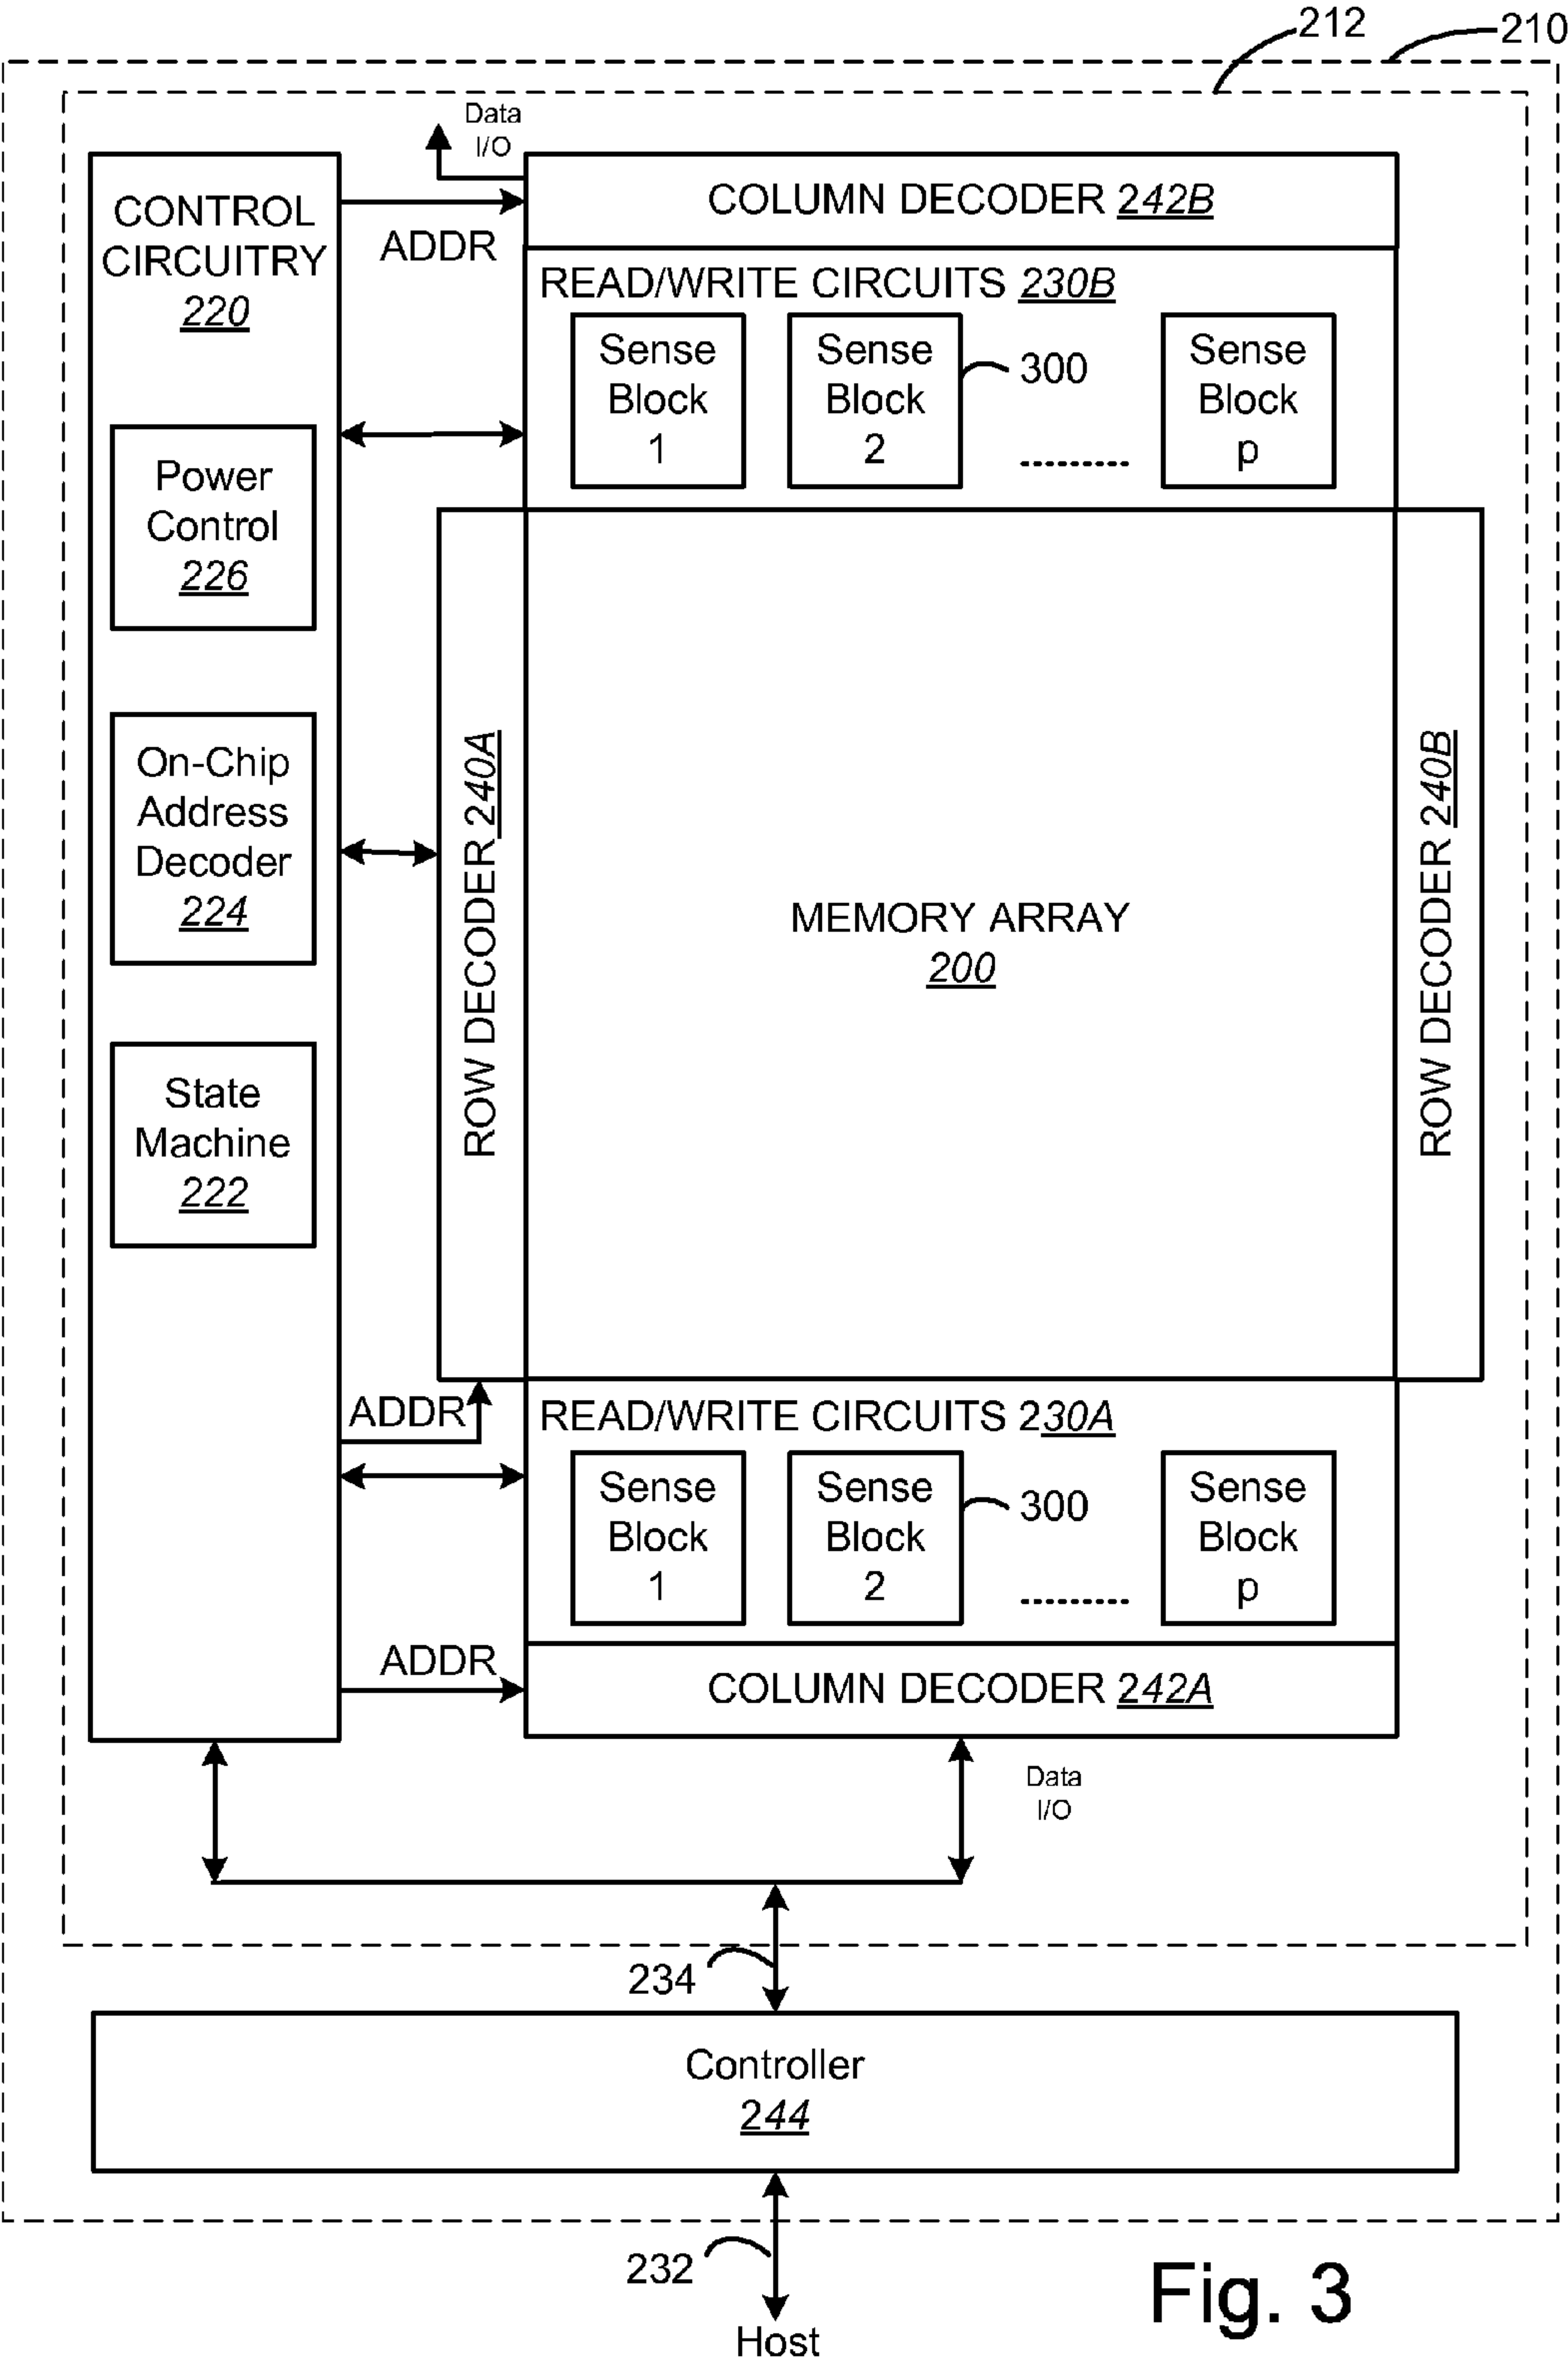 212
210
Data
I/O
CONTROL
CIRCUITRY
220
ADDR
COLUMN DECODER 242B
READ/WRITE CIRCUITS 230B
Sense
Block
1
Sense
Block
2
300
..........
Sense
Block
p
Power
Control
226
On-Chip
Address
Decoder
224
State
Machine
222
ROW DECODER 240A
MEMORY ARRAY
200
ROW DECODER 240B
ADDR
READ/WRITE CIRCUITS 230A
Sense
Block
1
Sense
Block
2
300
..........
Sense
Block
p
ADDR
COLUMN DECODER 242A
Data
I/O
234
Controller
244
232
Host
Fig. 3